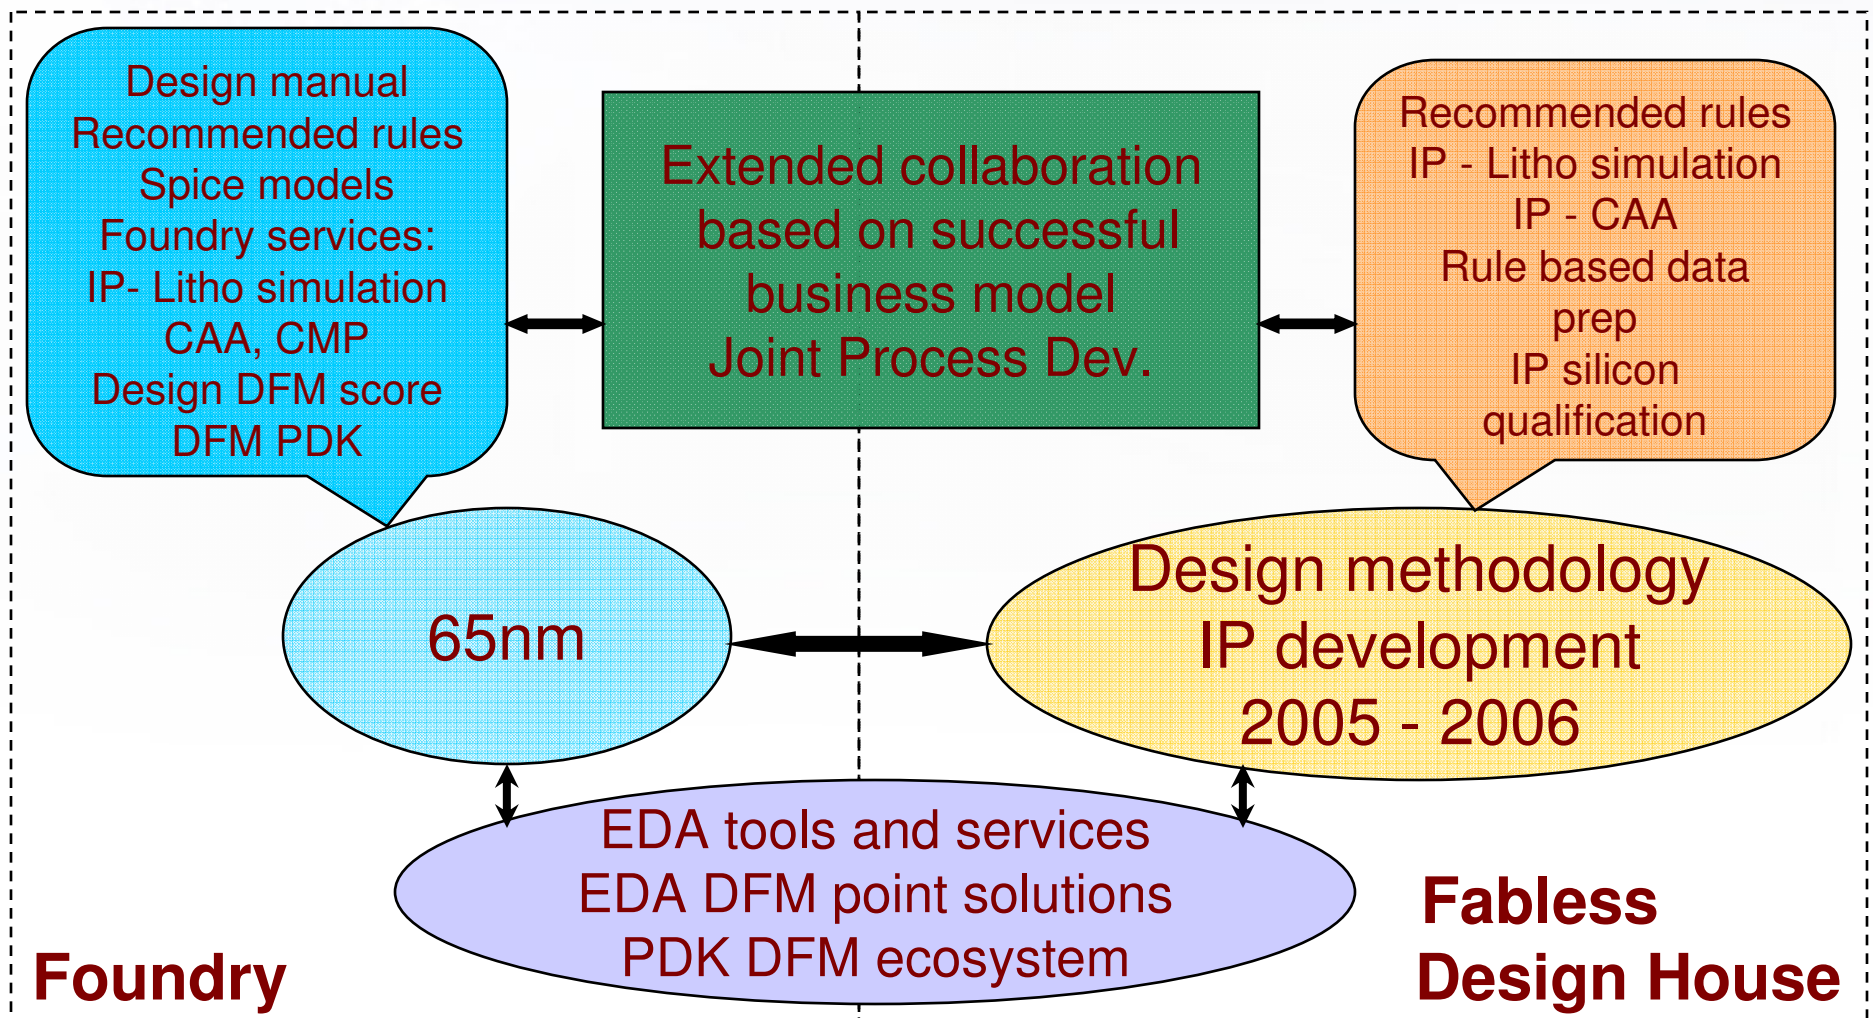 Design manual
Recommended rules
Spice models
Foundry services:
IP- Litho simulation
CAA, CMP
Design DFM score
DFM PDK
Extended collaboration
based on successful
business model
Joint Process Dev.
Recommended rules
IP - Litho simulation
IP - CAA
Rule based data
prep
IP silicon
qualification
65nm
Design methodology
IP development
2005 - 2006
EDA tools and services
EDA DFM point solutions
PDK DFM ecosystem
Foundry
Fabless
Design House